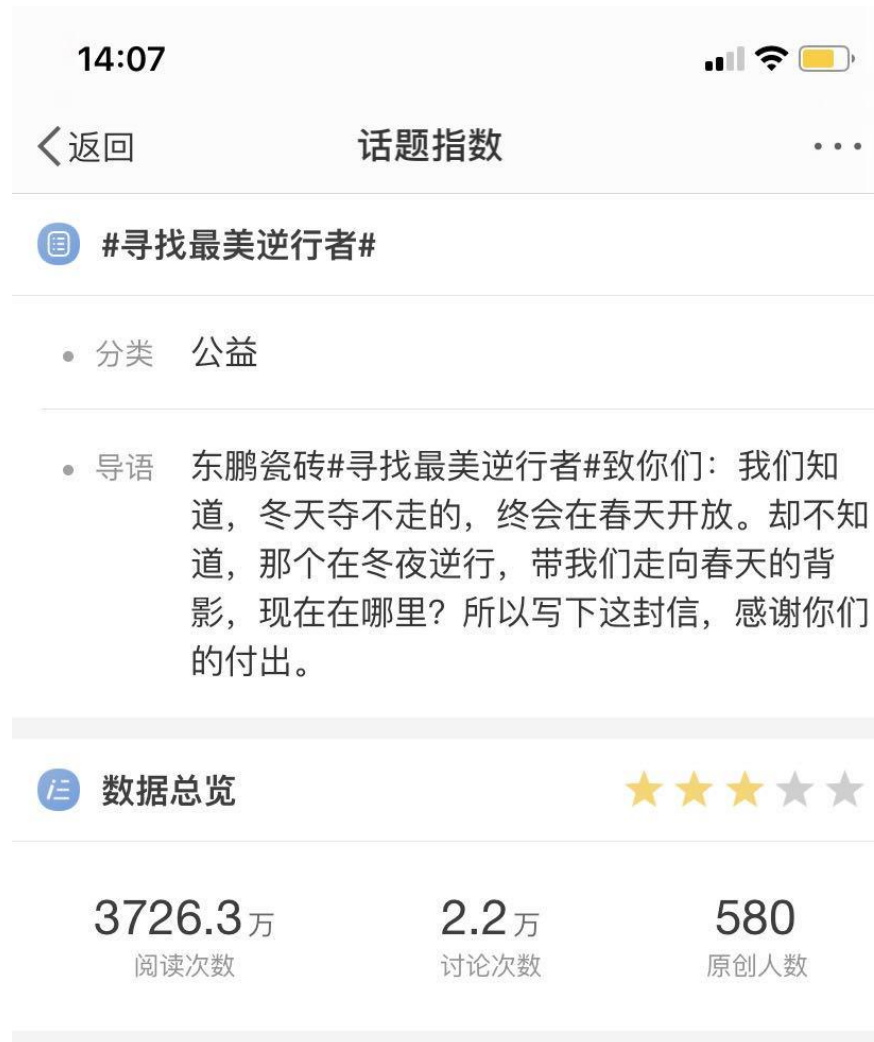 14:07
返回 话题指数 ...
#寻找最美逆行者#
分类 公益
导语 东鹏瓷砖#寻找最美逆行者#致你们：我们知
道，冬天夺不走的，终会在春天开放。却不知
道，那个在冬夜逆行，带我们走向春天的背
影，现在在哪里？所以写下这封信，感谢你们
的付出。
数据总览
3726.3万 2.2万 580
阅读次数 讨论次数 原创人数